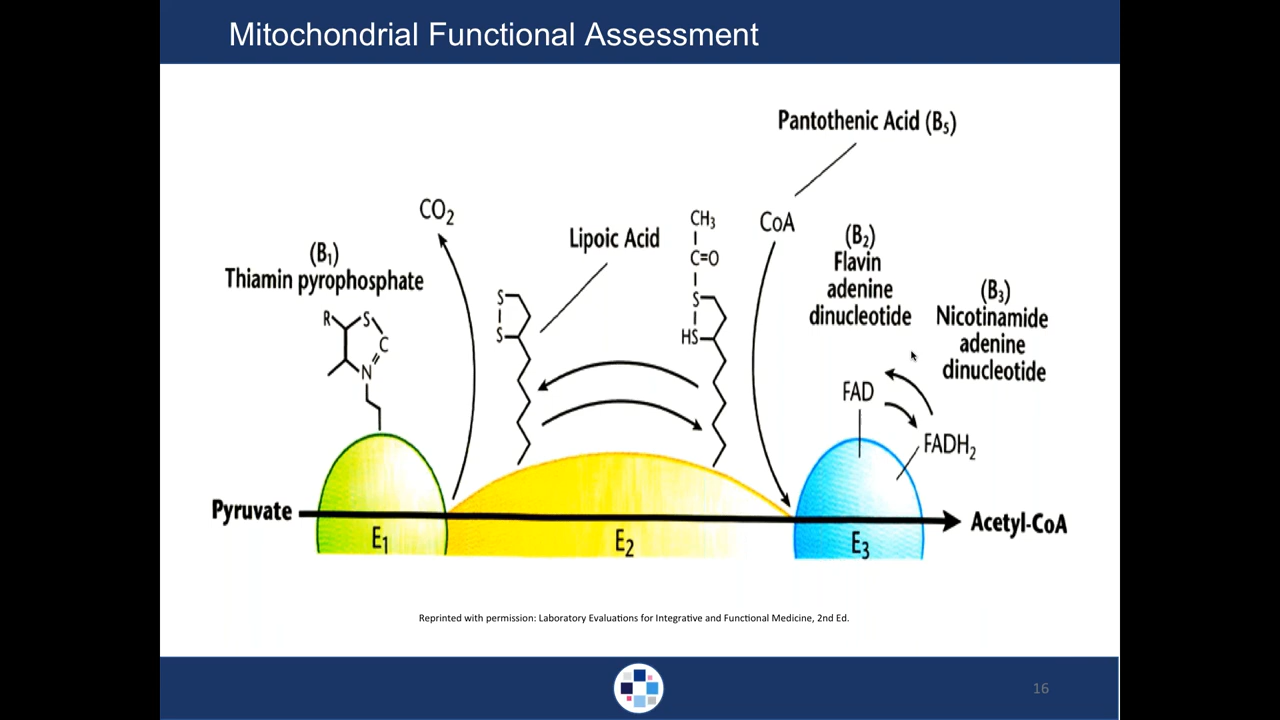 Mitochondrial Functional Assessment
Pantothenic Acid (B5)
CO2
Lipoic Acid
CH3
C=O
S
HS
CoA
(B1)
Thiamin pyrophosphate
R
S
C
N
S
S
(B2)
Flavin
adenine
dinucleotide
(B3)
Nicotinamide
adenine
dinucleotide
FAD
FADH2
Pyruvate
E1
E2
E3
Acetyl-CoA
Reprinted with permission: Laboratory Evaluations for Integrative and Functional Medicine, 2nd Ed.
16